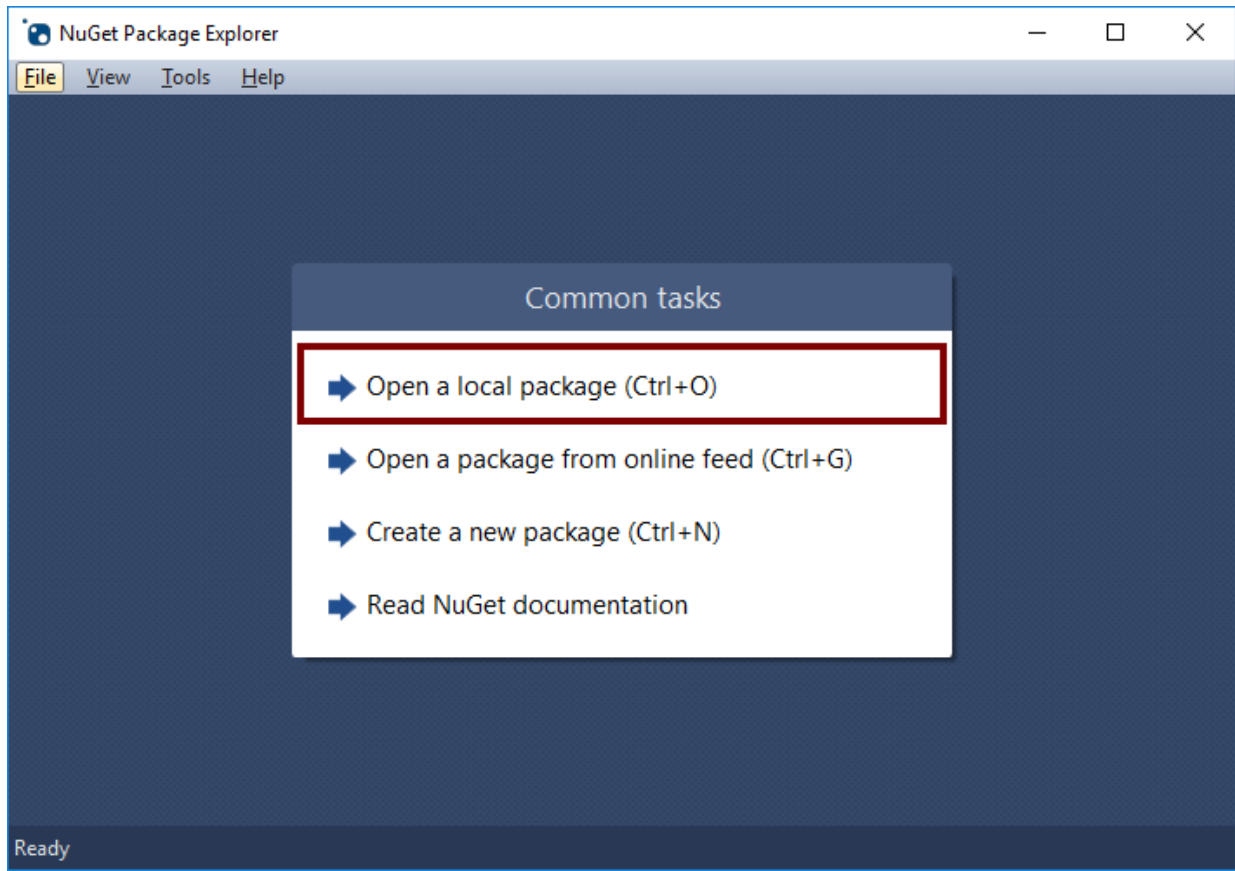 NuGet Package Explorer
File View Tools Help
Common tasks
Open a local package (Ctrl+O)
Open a package from online feed (Ctrl+G)
Create a new package (Ctrl+N)
Read NuGet documentation
Ready